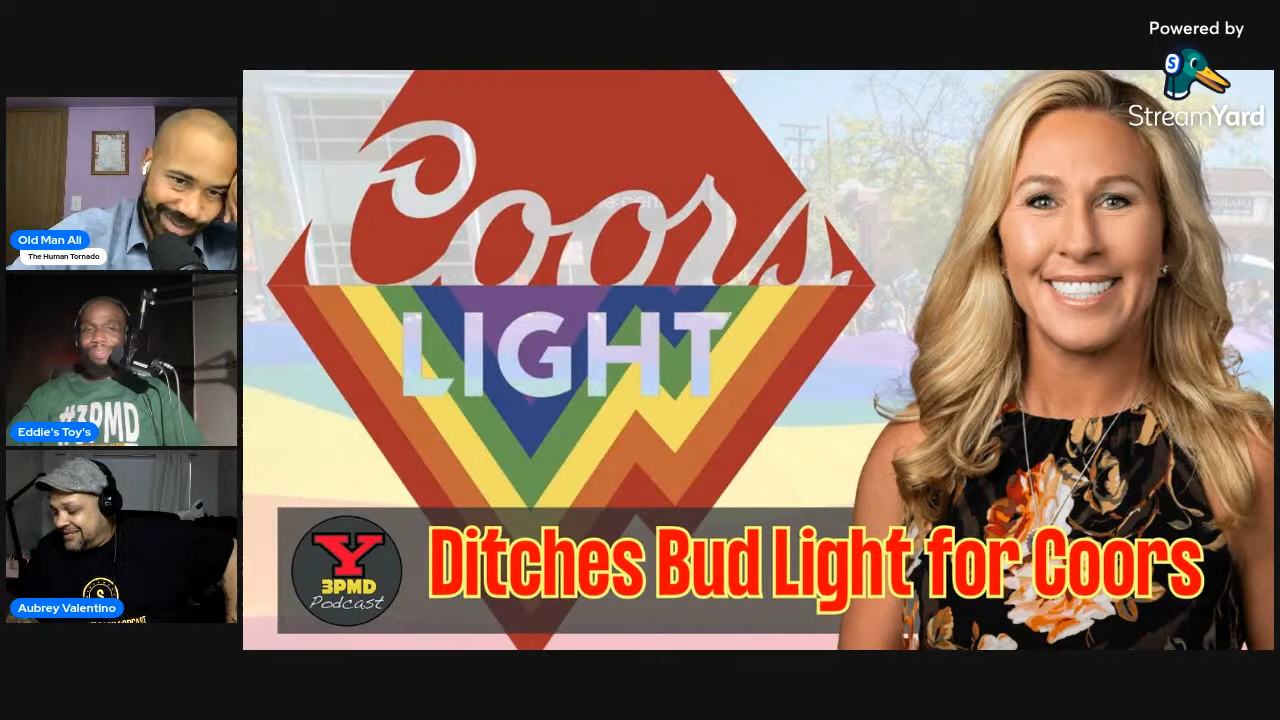 Powered by
StreamYard
Old Man Ali
The Human Tornado
#3PMD
Eddie's Toy's
Aubrey Valentino
Coors
LIGHT
Y
3PMD
Podcast
Ditches Bud Light for Coors